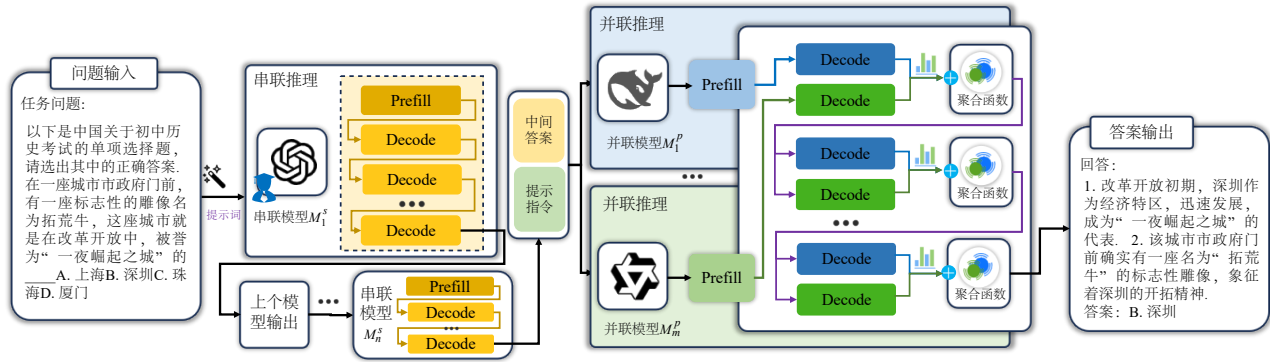 问题输入
任务问题:
以下是中国关于初中历
史考试的单项选择题,
请选出其中的正确答案.
在一座城市市政府门前,
有一座标志性的雕像名
为拓荒牛, 这座城市就
是在改革开放中, 被誉
为“ 一夜崛起之城” 的
____A. 上海B. 深圳C. 珠
海D. 厦门
提示词
串联推理
串联模型M₁ˢ
Prefill
Decode
Decode
•••
Decode
上个模
型输出
•••
串联
模型
Mₙˢ
Prefill
Decode
•••
Decode
中间
答案
提示
指令
并联推理
并联模型M₁ᵖ
Prefill
•••
并联推理
并联模型Mₘᵖ
Prefill
Decode
Decode
聚合函数
Decode
Decode
聚合函数
•••
Decode
Decode
聚合函数
答案输出
回答:
1. 改革开放初期, 深圳作
为经济特区, 迅速发展,
成为“ 一夜崛起之城” 的
代表. 2. 该城市市政府门
前确实有一座名为“ 拓荒
牛” 的标志性雕像, 象征
着深圳的开拓精神.
答案: B. 深圳